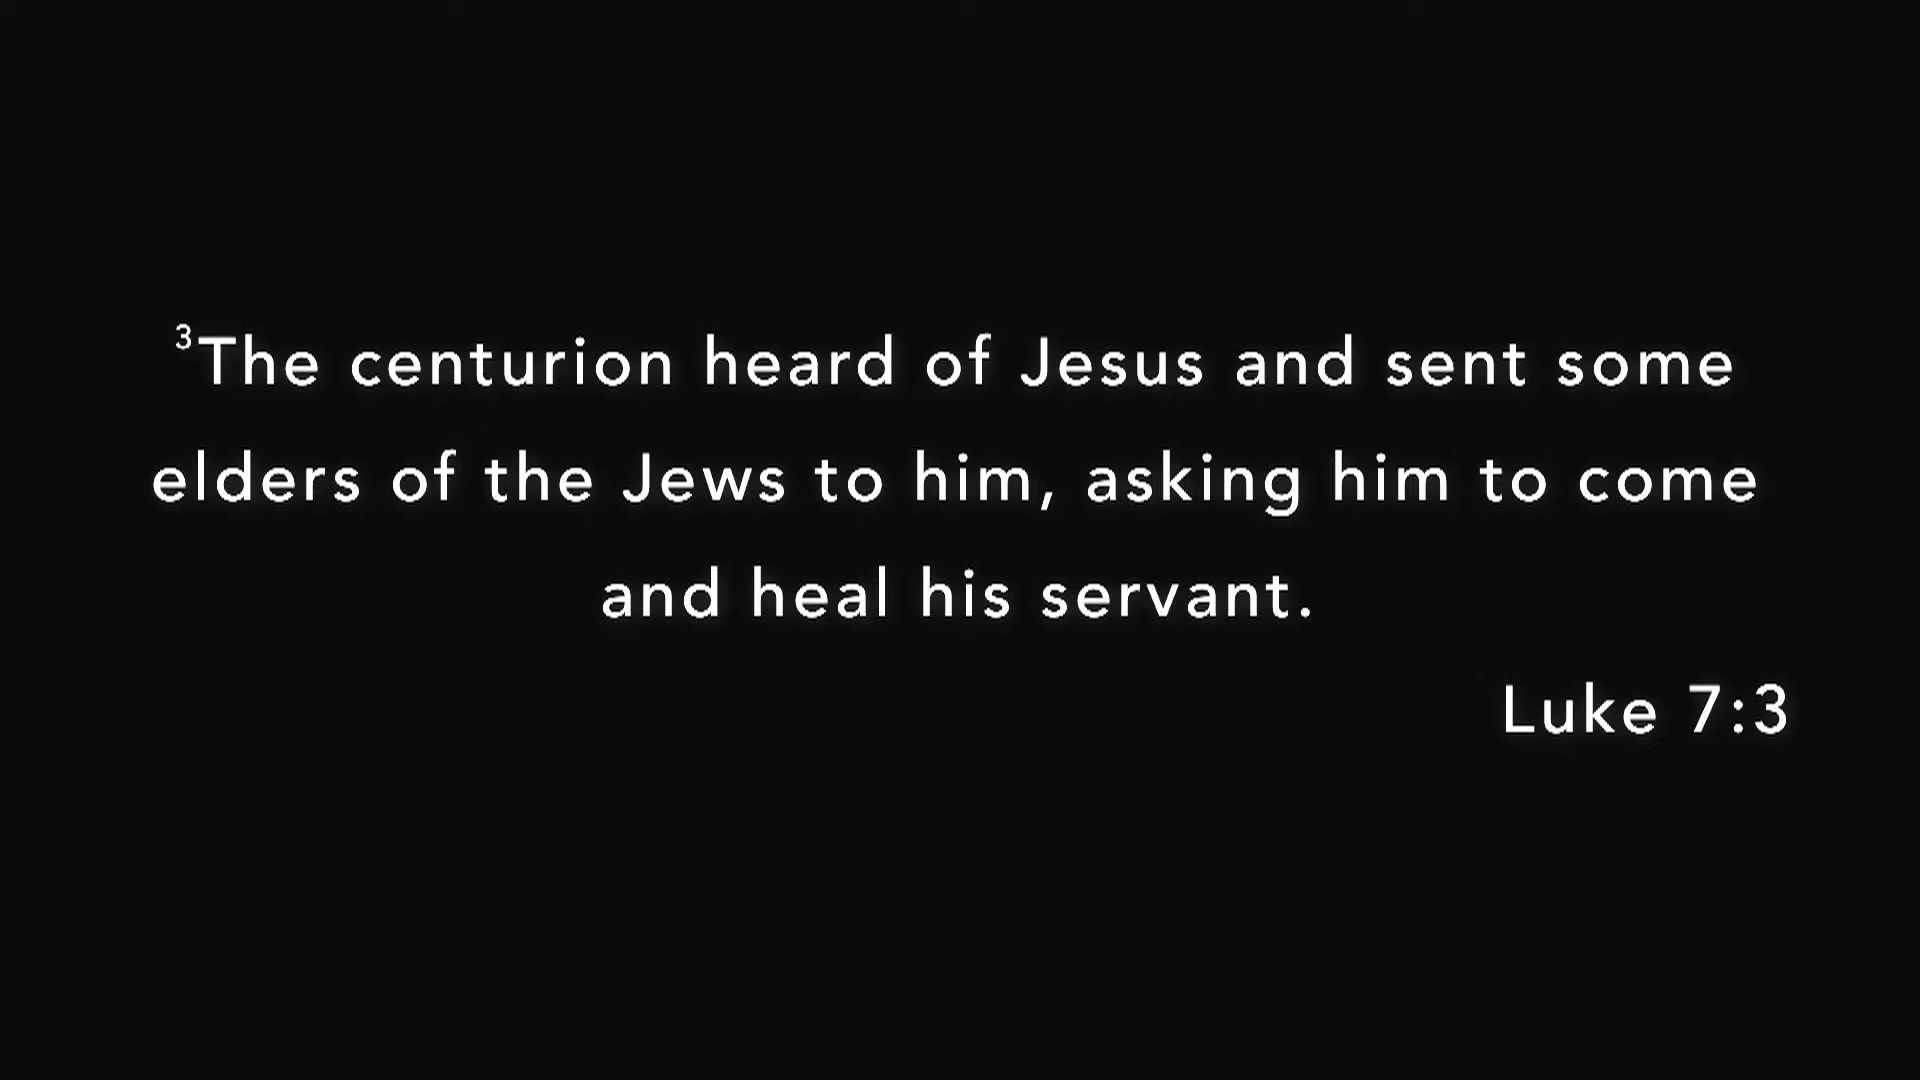 ³The centurion heard of Jesus and sent some
elders of the Jews to him, asking him to come
and heal his servant.
Luke 7:3